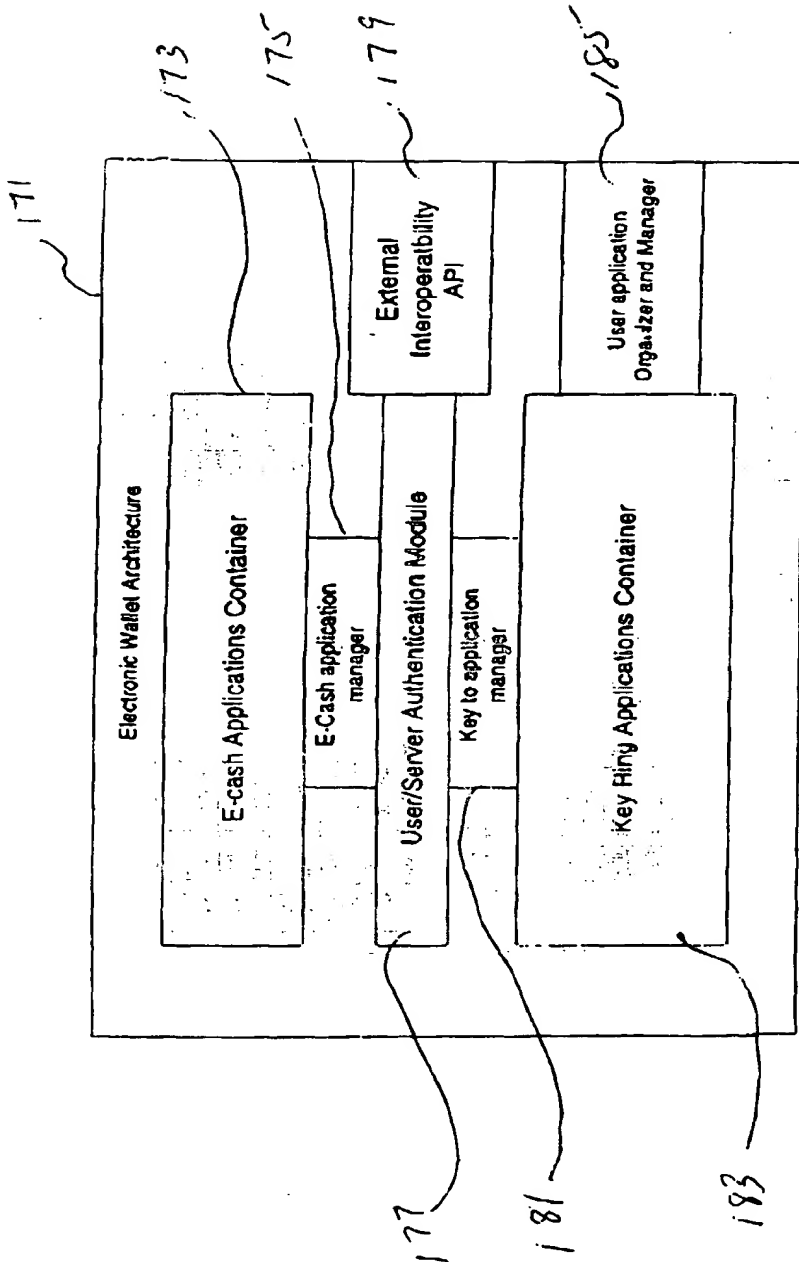 171
Electronic Wallet Architecture
173
E-cash Applications Container
175
E-Cash application
manager
User/Server Authentication Module
177
External
Interoperatbility
API
179
Key to application
manager
181
Key Ring Applications Container
183
User application
Organizer and Manager
185